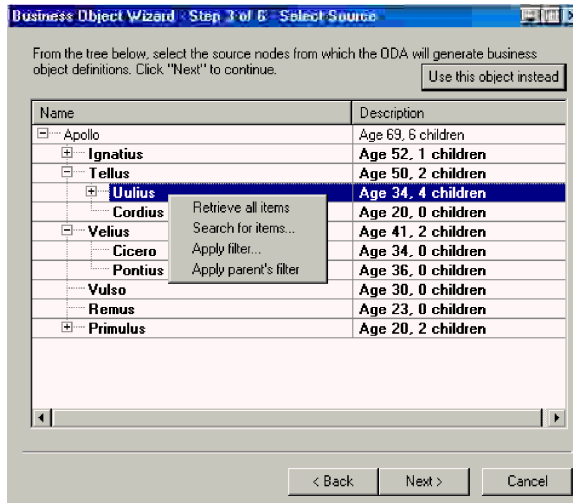 Business Object Wizard - Step 3 of 6 - Select Source
From the tree below, select the source nodes from which the ODA will generate business
object definitions. Click "Next" to continue.
Use this object instead
Name Description
Apollo Age 69, 6 children
Ignatius Age 52, 1 children
Tellus Age 50, 2 children
Uulius Age 34, 4 children
Cordius Age 20, 0 children
Velius Age 41, 2 children
Cicero Age 34, 0 children
Pontius Age 36, 0 children
Vulso Age 30, 0 children
Remus Age 23, 0 children
Primulus Age 20, 2 children
Retrieve all items
Search for items...
Apply filter...
Apply parent's filter
< Back Next > Cancel